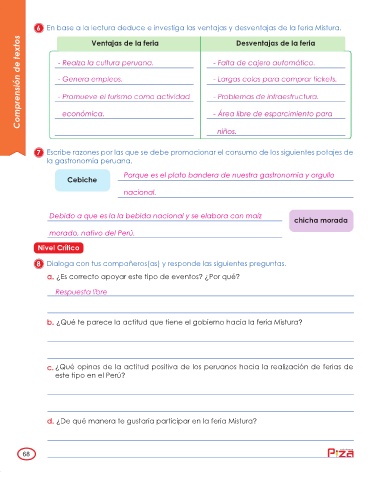 Comprensión de textos
6 En base a la lectura deduce e investiga las ventajas y desventajas de la feria Mistura.
Ventajas de la feria
- Realza la cultura peruana.
- Genera empleos.
- Promueve el turismo como actividad
económica.
Desventajas de la feria
- Falta de cajero automático.
- Largas colas para comprar tickets.
- Problemas de infraestructura.
- Área libre de esparcimiento para
niños.
7 Escribe razones por las que se debe promocionar el consumo de los siguientes potajes de
la gastronomía peruana.
Cebiche
Porque es el plato bandera de nuestra gastronomía y orgullo
nacional.
Debido a que es la la bebida nacional y se elabora con maíz
morado, nativo del Perú.
chicha morada
Nivel Crítico
8 Dialoga con tus compañeros(as) y responde las siguientes preguntas.
a. ¿Es correcto apoyar este tipo de eventos? ¿Por qué?
Respuesta libre
b. ¿Qué te parece la actitud que tiene el gobierno hacia la feria Mistura?
c. ¿Qué opinas de la actitud positiva de los peruanos hacia la realización de ferias de
este tipo en el Perú?
d. ¿De qué manera te gustaría participar en la feria Mistura?
68
Piza